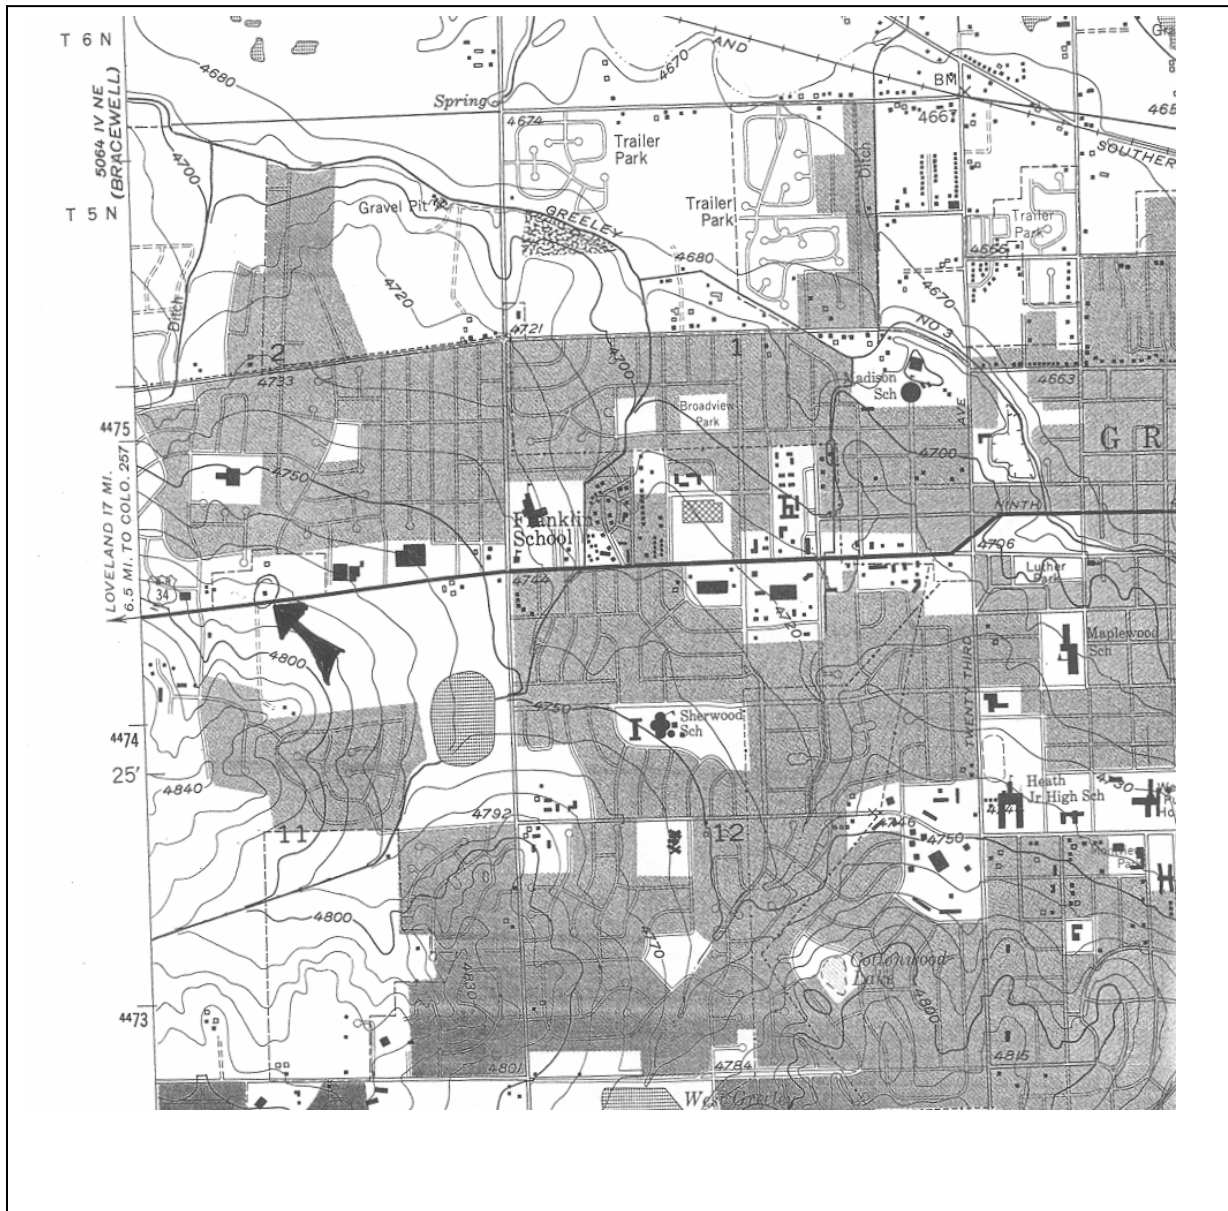 T 6 N
AND
4670
4680
Spring
BM
4674
4667
5064 IV NE
(BRACEWELL)
4700
SOUTHER
Trailer
Park
Ditch
T 5 N
Gravel Pit
GREELEY
Trailer
Park
Trailer
Park
4680
4666
4720
4670
Ditch
4721
NO 3
2
1
4700
4733
Madison
Sch
4663
Broadview
Park
AVE
4475
G R
4750
4700
LOVELAND 17 MI.
6.5 MI. TO COLO. 257
Franklin
School
NINTH
4706
34
4744
Luther
Park
4720
4800
Maplewood
Sch
TWENTY THIRD
4750
Sherwood
Sch
4474
25'
4840
Heath
Jr High Sch
4792
11
12
4746
4750
4800
4770
Cottonwood
Lake
4830
4800
4473
4815
4801
4784
West Greeley